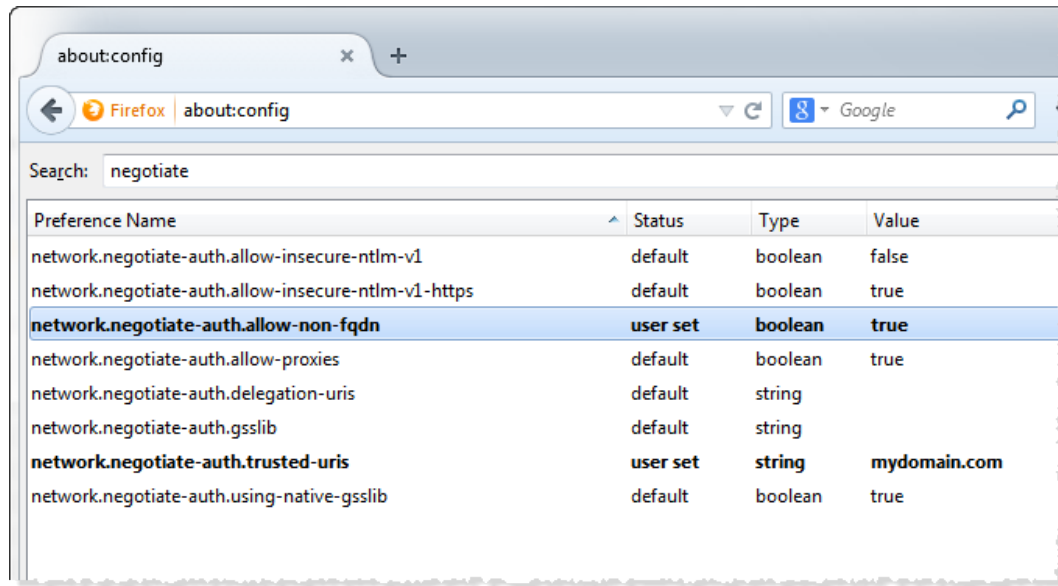 about:config
Firefox about:config Google
Search: negotiate
Preference Name Status Type Value
network.negotiate-auth.allow-insecure-ntlm-v1 default boolean false
network.negotiate-auth.allow-insecure-ntlm-v1-https default boolean true
network.negotiate-auth.allow-non-fqdn user set boolean true
network.negotiate-auth.allow-proxies default boolean true
network.negotiate-auth.delegation-uris default string
network.negotiate-auth.gsslib default string
network.negotiate-auth.trusted-uris user set string mydomain.com
network.negotiate-auth.using-native-gsslib default boolean true